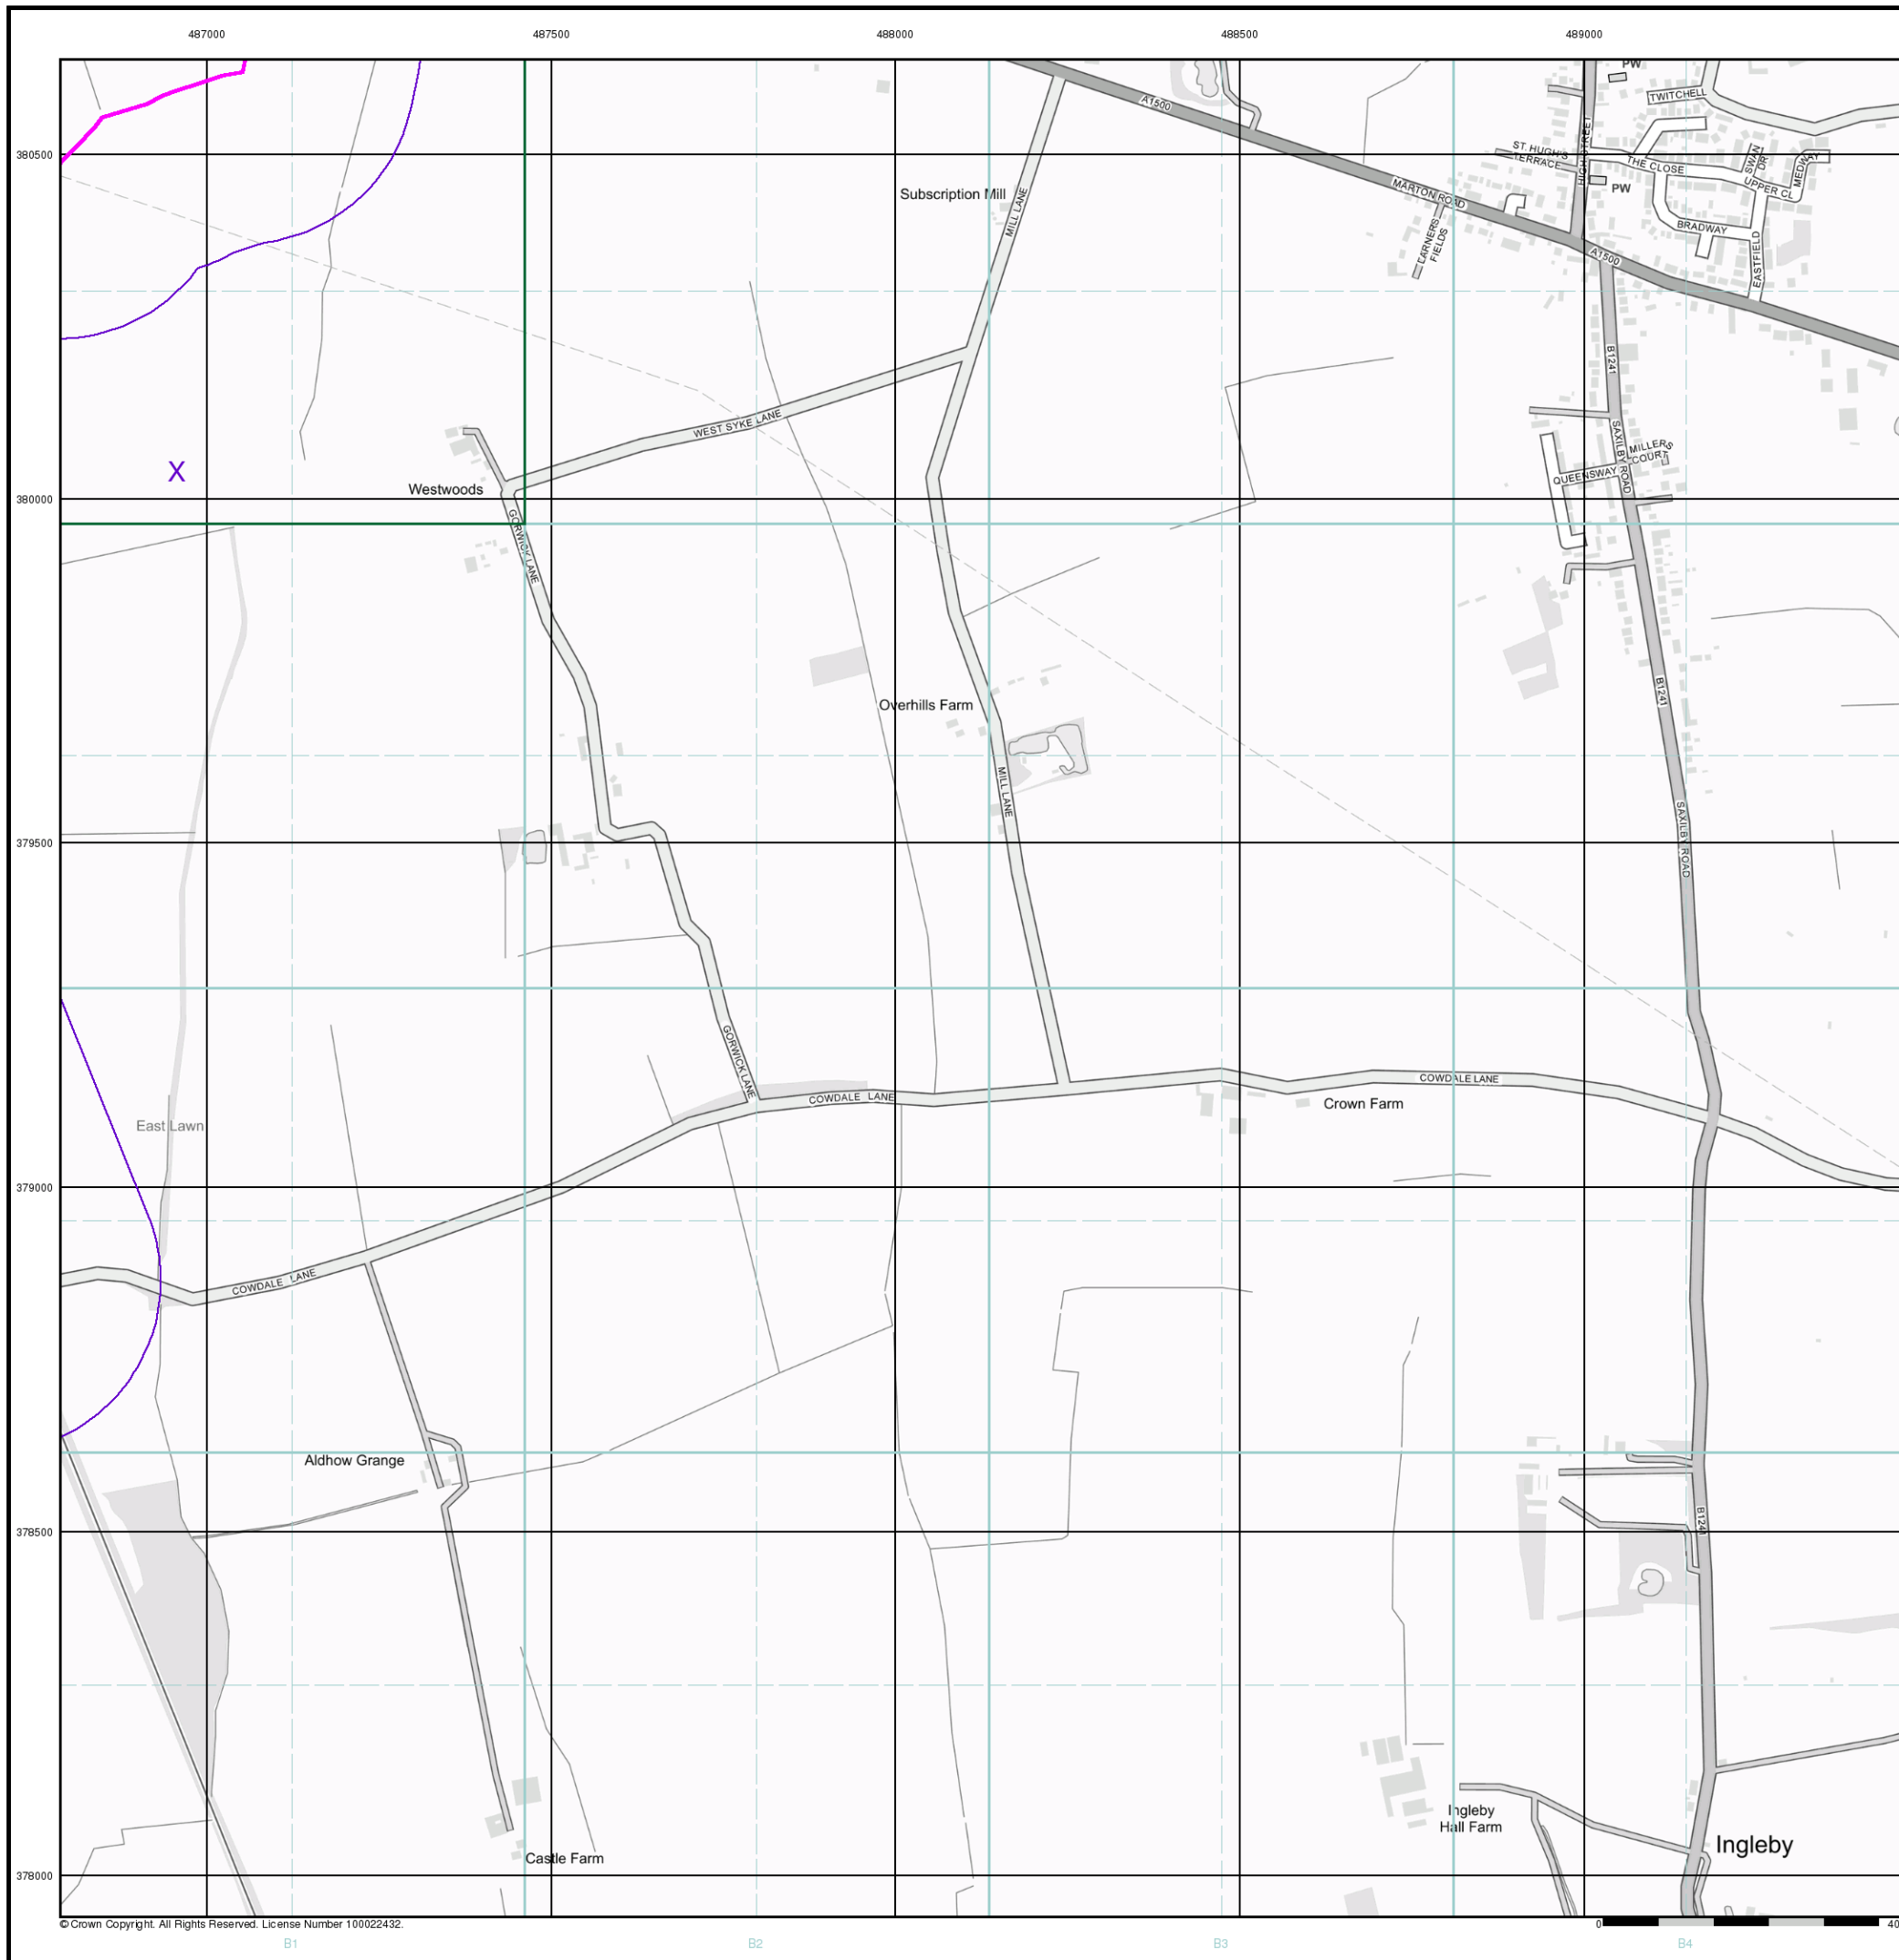 487000 487500 488000 488500 489000
PW
TWITCHELL
A1500
HIGH STREET
380500
ST. HUGH'S
TERRACE
THE CLOSE
SWAN
DR
MEDWAY
UPPER CL
MARTON ROAD
PW
Subscription Mill
MILL LANE
BRADWAY
EASTFIELD
FIELDS
A1500
B1241
WEST SYKE LANE
SAXILBY ROAD
MILLERS
COURT
QUEENSWAY
X
Westwoods
380000
GORWICK LANE
B1241
Overhills Farm
MILL LANE
SAXILBY ROAD
379500
GORWICK LANE
COWDALE LANE
COWDALE LANE
Crown Farm
East Lawn
379000
COWDALE LANE
Aldhow Grange
378500
B1241
Ingleby
Hall Farm
Ingleby
Castle Farm
378000
© Crown Copyright. All Rights Reserved. License Number 100022432.
0 40
B1 B2 B3 B4